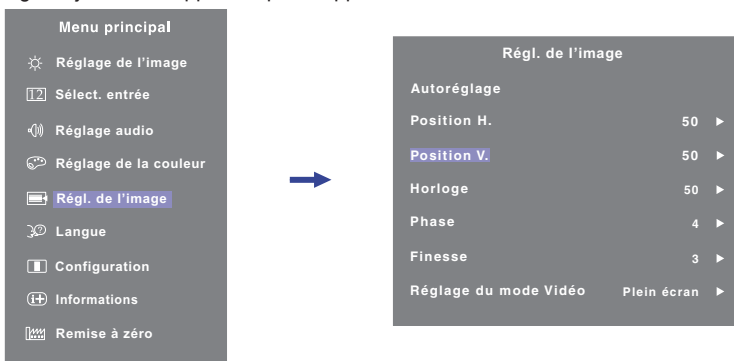 Menu principal
Réglage de l'image
12 Sélect. entrée
Réglage audio
Réglage de la couleur
Régl. de l'image
Langue
Configuration
Informations
Remise à zéro
Régl. de l'image
Autoréglage
Position H. 50
Position V. 50
Horloge 50
Phase 4
Finesse 3
Réglage du mode Vidéo Plein écran